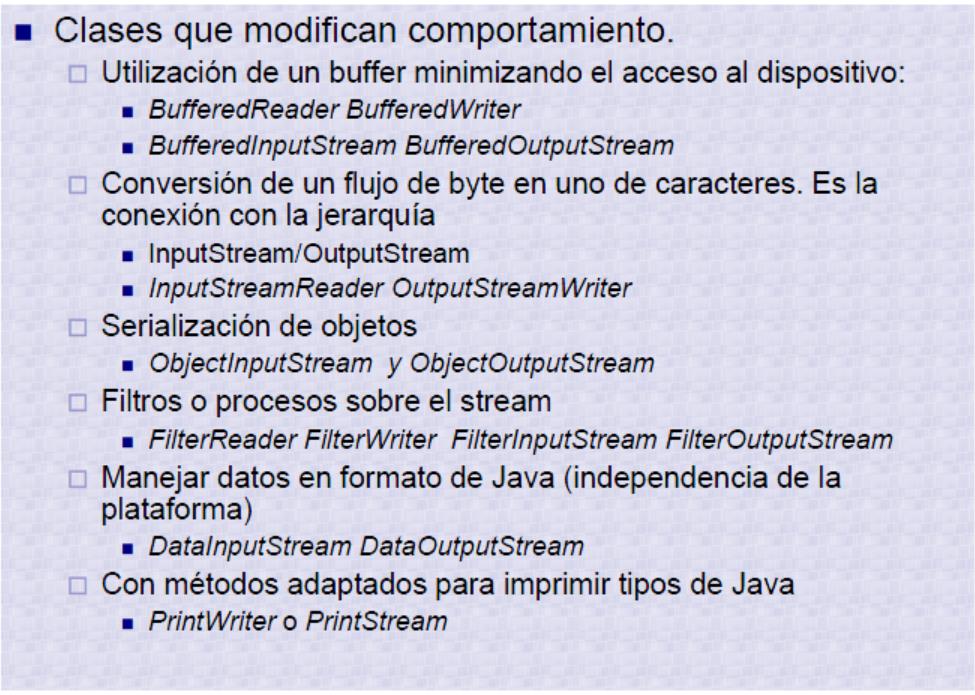 Clases que modifican comportamiento.
Utilización de un buffer minimizando el acceso al dispositivo:
BufferedReader BufferedWriter
BufferedInputStream BufferedOutputStream
Conversión de un flujo de byte en uno de caracteres. Es la
conexión con la jerarquía
InputStream/OutputStream
InputStreamReader OutputStreamWriter
Serialización de objetos
ObjectInputStream y ObjectOutputStream
Filtros o procesos sobre el stream
FilterReader FilterWriter FilterInputStream FilterOutputStream
Manejar datos en formato de Java (independencia de la
plataforma)
DataInputStream DataOutputStream
Con métodos adaptados para imprimir tipos de Java
PrintWriter o PrintStream